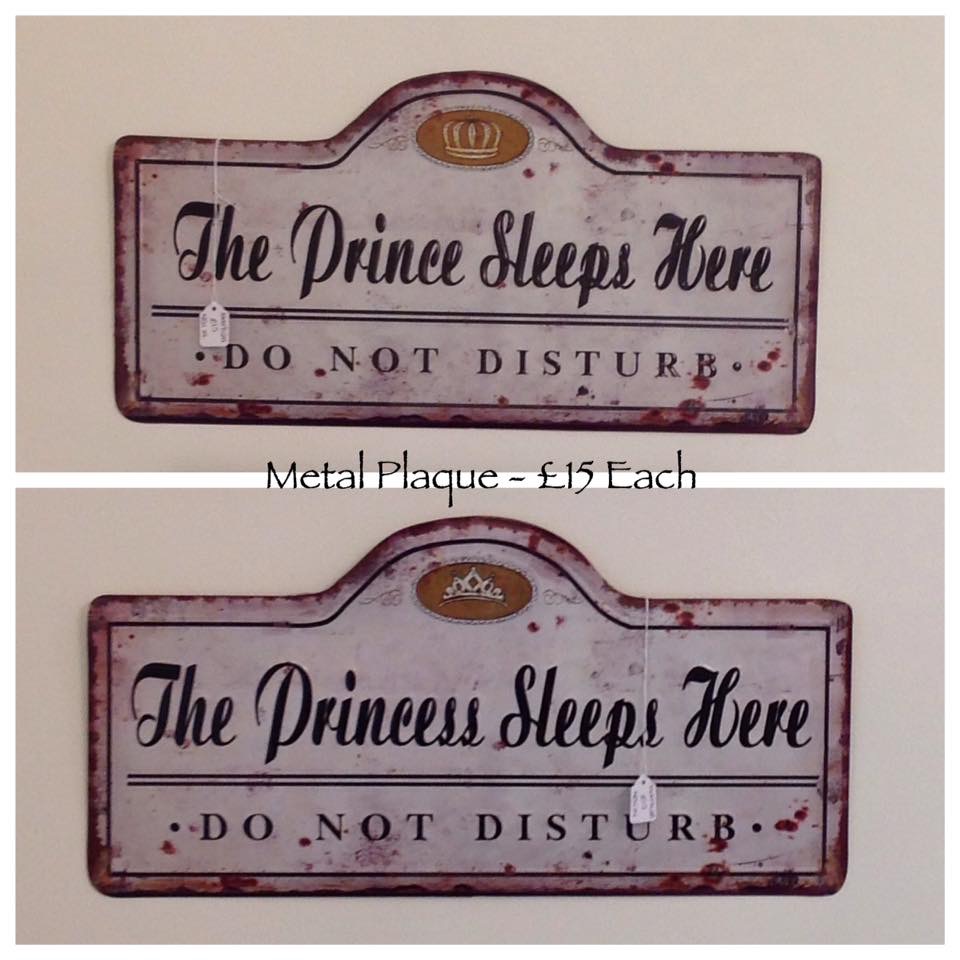 The Prince Sleeps Here
• DO NOT DISTURB •
Metal Plaque - £15 Each
The Princess Sleeps Here
• DO NOT DISTURB •